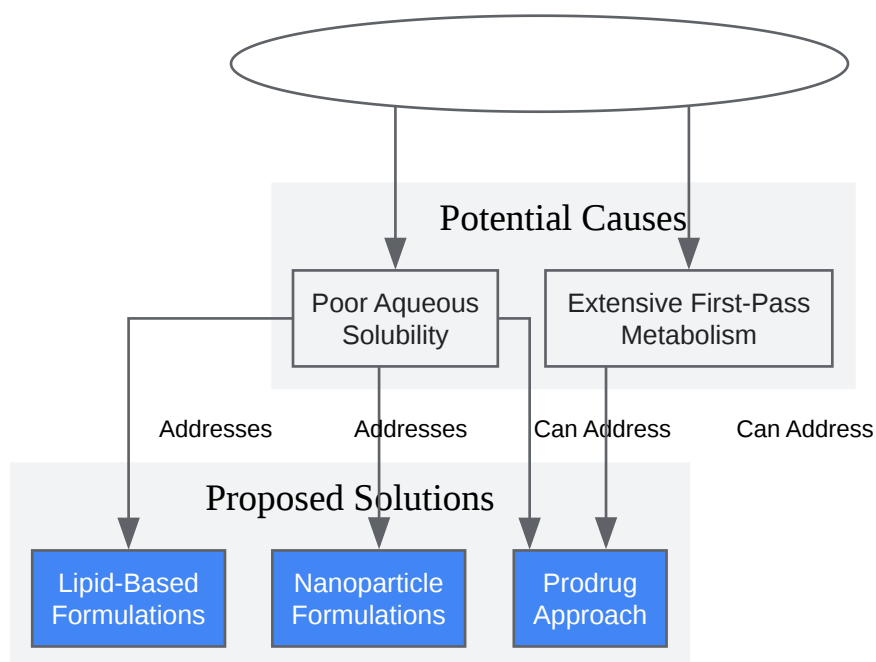 Potential Causes
Poor Aqueous
Solubility
Extensive First-Pass
Metabolism
Addresses
Addresses
Can Address
Can Address
Proposed Solutions
Lipid-Based
Formulations
Nanoparticle
Formulations
Prodrug
Approach